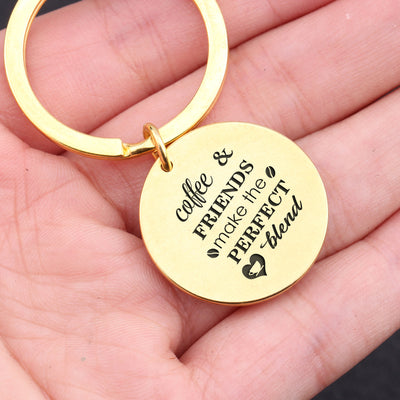 coffee &
FRIENDS
make the
PERFECT
blend